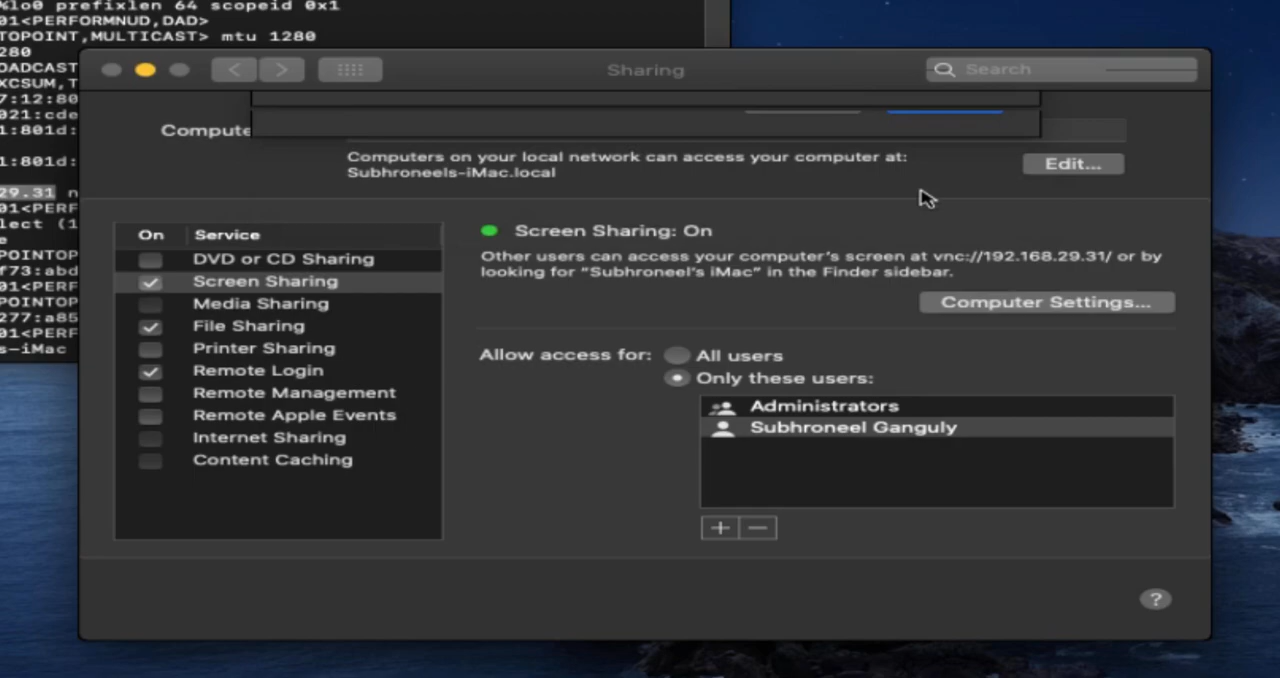 %lo0 prefixlen 64 scopeid 0x1
01<PERFORMNUD,DAD>
TOPOINT,MULTICAST> mtu 1280
280
OADCAST
XCSUM,T
7:12:80
021:cde
1:801d:
1:801d:
29.31 n
01<PERF
lect (1
e
POINTOP
f73:abd
01<PERF
POINTOP
277:a85
01<PERF
s-iMac
Sharing
Search
Compute
Computers on your local network can access your computer at:
Subhroneels-iMac.local
Edit...
On Service
DVD or CD Sharing
Screen Sharing
Media Sharing
File Sharing
Printer Sharing
Remote Login
Remote Management
Remote Apple Events
Internet Sharing
Content Caching
Screen Sharing: On
Other users can access your computer's screen at vnc://192.168.29.31/ or by
looking for "Subhroneel's iMac" in the Finder sidebar.
Computer Settings...
Allow access for:
All users
Only these users:
Administrators
Subhroneel Ganguly
+ −
?